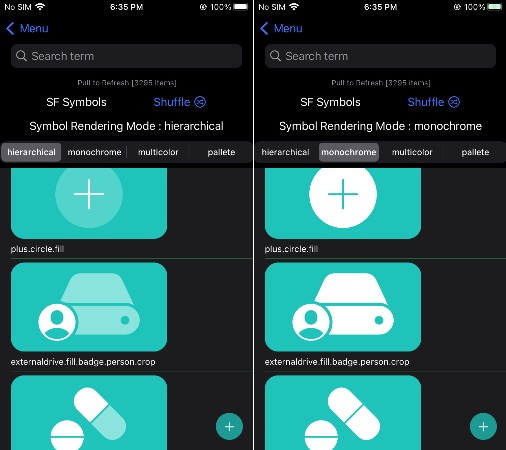 No SIM 6:35 PM 100%
Menu
Search term
Pull to Refresh [3295 items]
SF Symbols Shuffle
Symbol Rendering Mode : hierarchical
hierarchical monochrome multicolor pallete
plus.circle.fill
externaldrive.fill.badge.person.crop
No SIM 6:35 PM 100%
Menu
Search term
Pull to Refresh [3295 items]
SF Symbols Shuffle
Symbol Rendering Mode : monochrome
hierarchical monochrome multicolor pallete
plus.circle.fill
externaldrive.fill.badge.person.crop